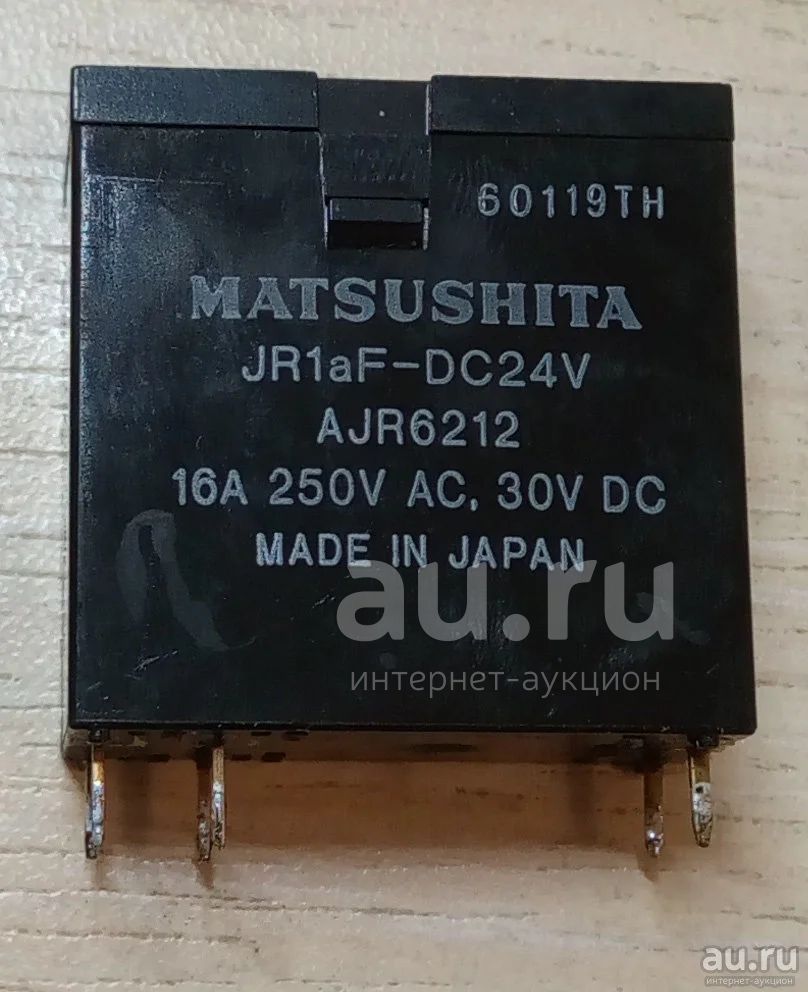 60119TH
MATSUSHITA
JR1aF-DC24V
AJR6212
16A 250V AC, 30V DC
MADE IN JAPAN
au.ru
интернет-аукцион
au.ru
интернет-аукцион